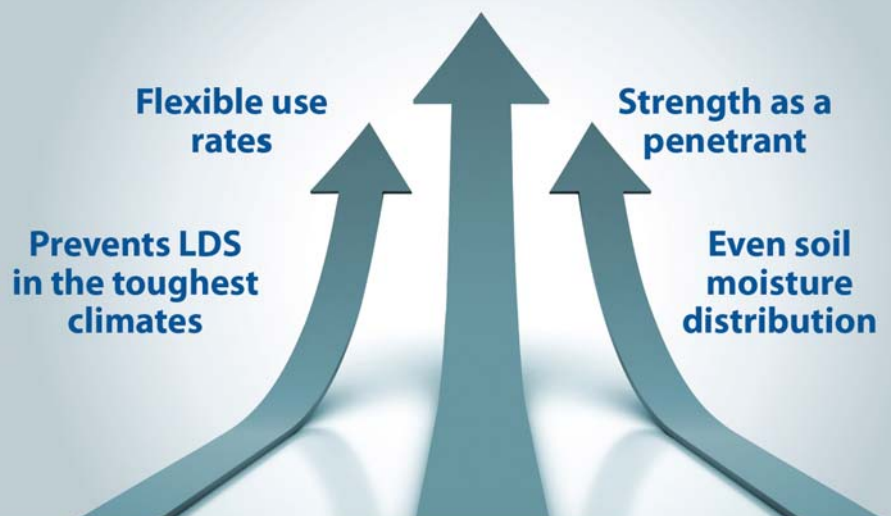 Flexible use
rates
Strength as a
penetrant
Prevents LDS
in the toughest
climates
Even soil
moisture
distribution